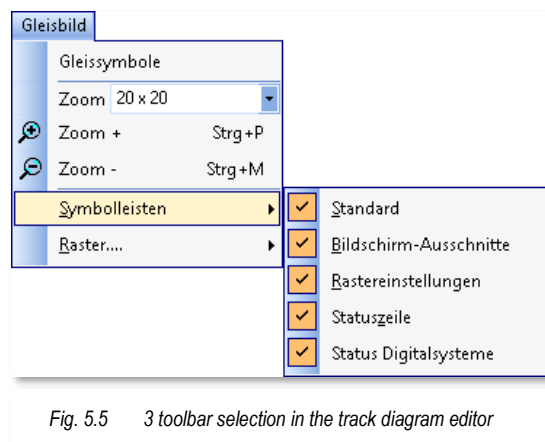 Gleisbild
Gleissymbole
Zoom 20 x 20
Zoom + Strg+P
Zoom - Strg+M
Symbolleisten
Raster....
Standard
Bildschirm-Ausschnitte
Rastereinstellungen
Statuszeile
Status Digitalsysteme
Fig. 5.5 3 toolbar selection in the track diagram editor